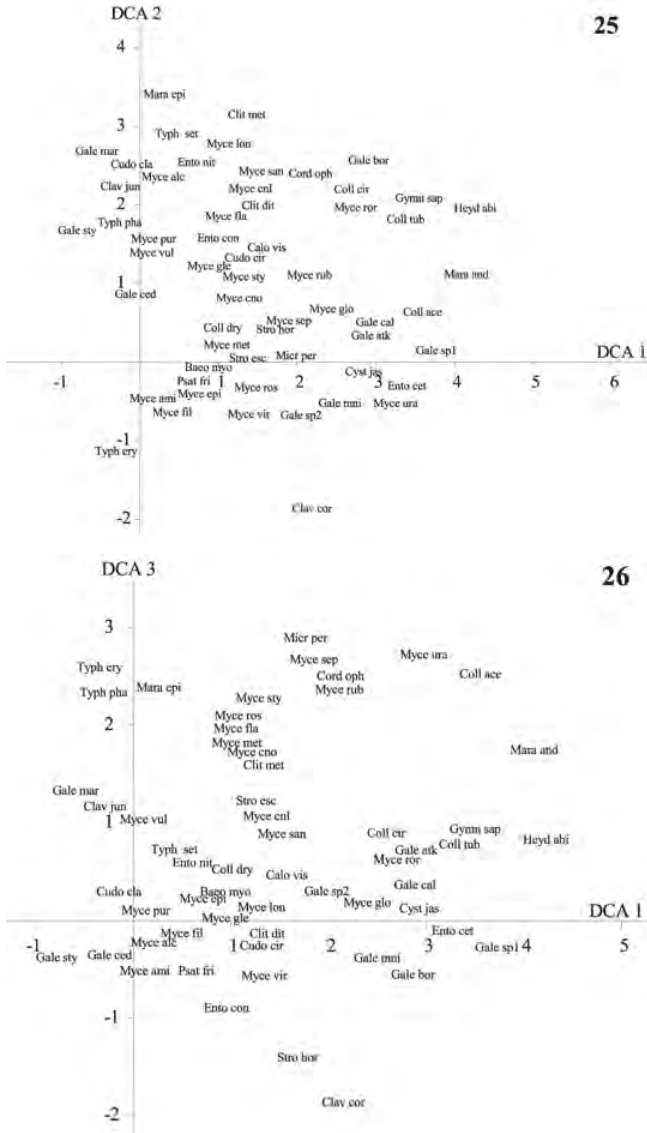 DCA 2
25
4
Mara epi
Clit met
3
Typh set
Myce lon
Gale mar
Gale bor
Cudo cla Ento nit
Myce san Cord oph
Myce alc
Clav jun
Myce cnl
Coll cir
Gymn sap
2
Clit dit
Myce ror
Heyd abi
Myce fla
Coll tub
Typh pha
Gale sty
Myce pur
Ento con
Myce vul
Calo vis
Cudo cir
Myce gle
Myce sty
Myce rub
Mara and
1
Gale ced
Myce cno
Myce glo
Coll ace
Myce sep
Gale cal
Coll dry
Stro hor
Gale atk
Myce met
Gale sp1
Stro esc
Micr per
DCA 1
Baeo myo
Cyst jas
-1 1 2 3 4 5 6
Psat fri
Myce ros
Ento cet
Myce epi
Myce ami
Gale mni
Myce ura
Myce fil
Myce vir
Gale sp2
-1
Typh ery
Clav cor
-2
DCA 3
26
3
Micr per
Myce sep
Myce ura
Typh ery
Cord oph
Coll ace
Typh pha
Mara epi
Myce rub
Myce sty
Myce ros
2
Myce fla
Myce met
Myce cno
Mara and
Clit met
Gale mar
Clav jun
Stro esc
1
Myce vul
Myce cnl
Myce san
Coll cir
Gymn sap
Heyd abi
Typh set
Gale atk
Coll tub
Ento nit
Coll dry
Myce ror
Calo vis
Gale cal
Cudo cla
Baeo myo
Gale sp2
Myce epi
Myce glo
Myce pur
Myce lon
Cyst jas
Myce gle
DCA 1
Myce fil
Clit dit
Ento cet
-1 1 2 3 4 5
Myce alc
Cudo cir
Gale sp1
Gale sty
Gale ced
Gale mni
Myce ami
Psat fri
Myce vir
Gale bor
Ento con
-1
Stro hor
Clav cor
-2